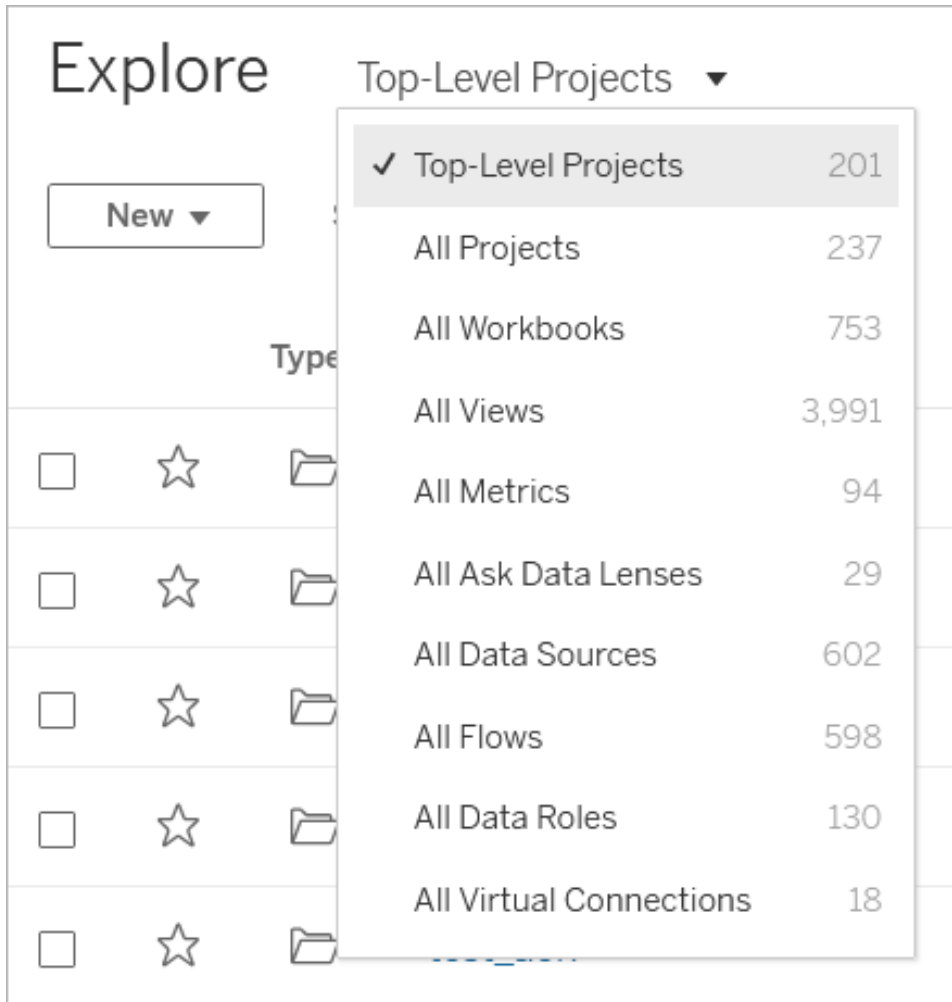 Explore Top-Level Projects
Top-Level Projects 201
New
All Projects 237
All Workbooks 753
Type
All Views 3,991
All Metrics 94
All Ask Data Lenses 29
All Data Sources 602
All Flows 598
All Data Roles 130
All Virtual Connections 18